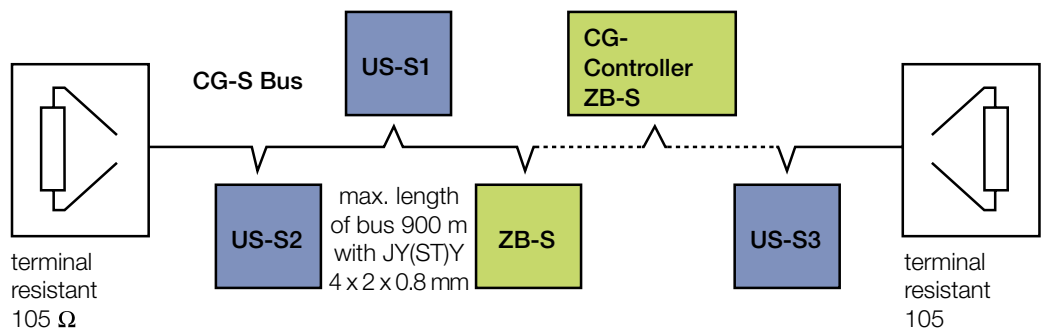 CG-S Bus
US-S1
CG-
Controller
ZB-S
US-S2
max. length
of bus 900 m
with JY(ST)Y
4 x 2 x 0.8 mm
ZB-S
US-S3
terminal
resistant
105 Ω
terminal
resistant
105